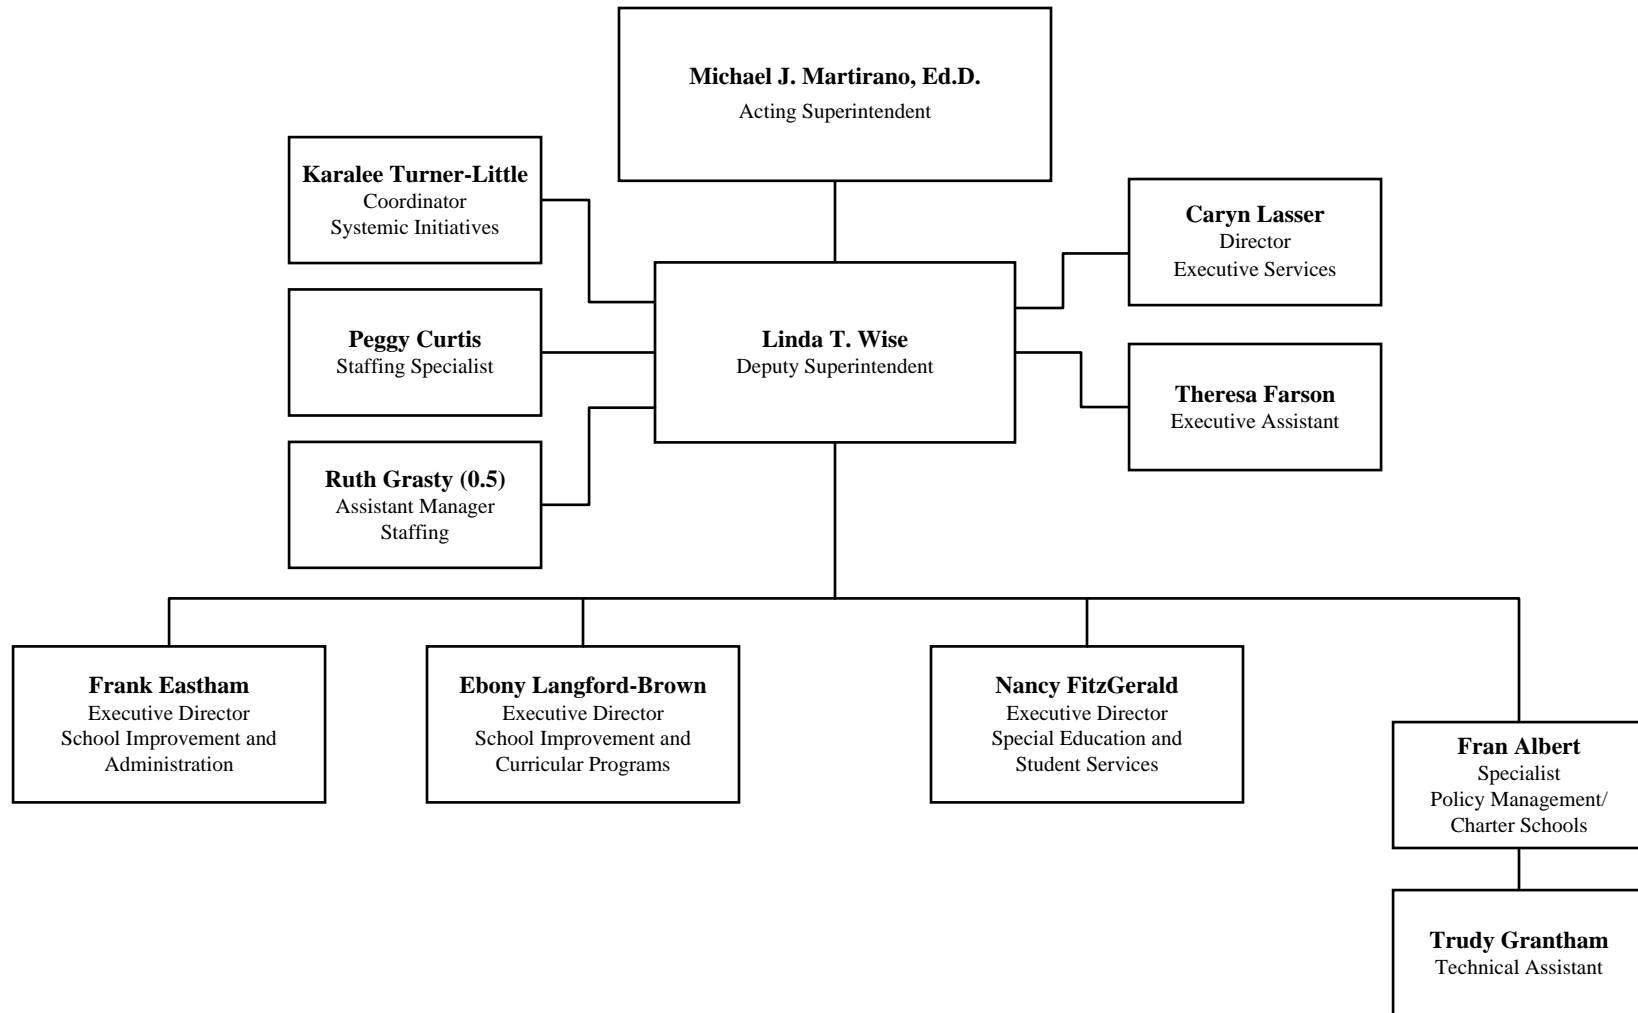 Michael J. Martirano, Ed.D.
Acting Superintendent
Karalee Turner-Little
Coordinator
Systemic Initiatives
Caryn Lasser
Director
Executive Services
Peggy Curtis
Staffing Specialist
Linda T. Wise
Deputy Superintendent
Theresa Farson
Executive Assistant
Ruth Grasty (0.5)
Assistant Manager
Staffing
Frank Eastham
Executive Director
School Improvement and
Administration
Ebony Langford-Brown
Executive Director
School Improvement and
Curricular Programs
Nancy FitzGerald
Executive Director
Special Education and
Student Services
Fran Albert
Specialist
Policy Management/
Charter Schools
Trudy Grantham
Technical Assistant